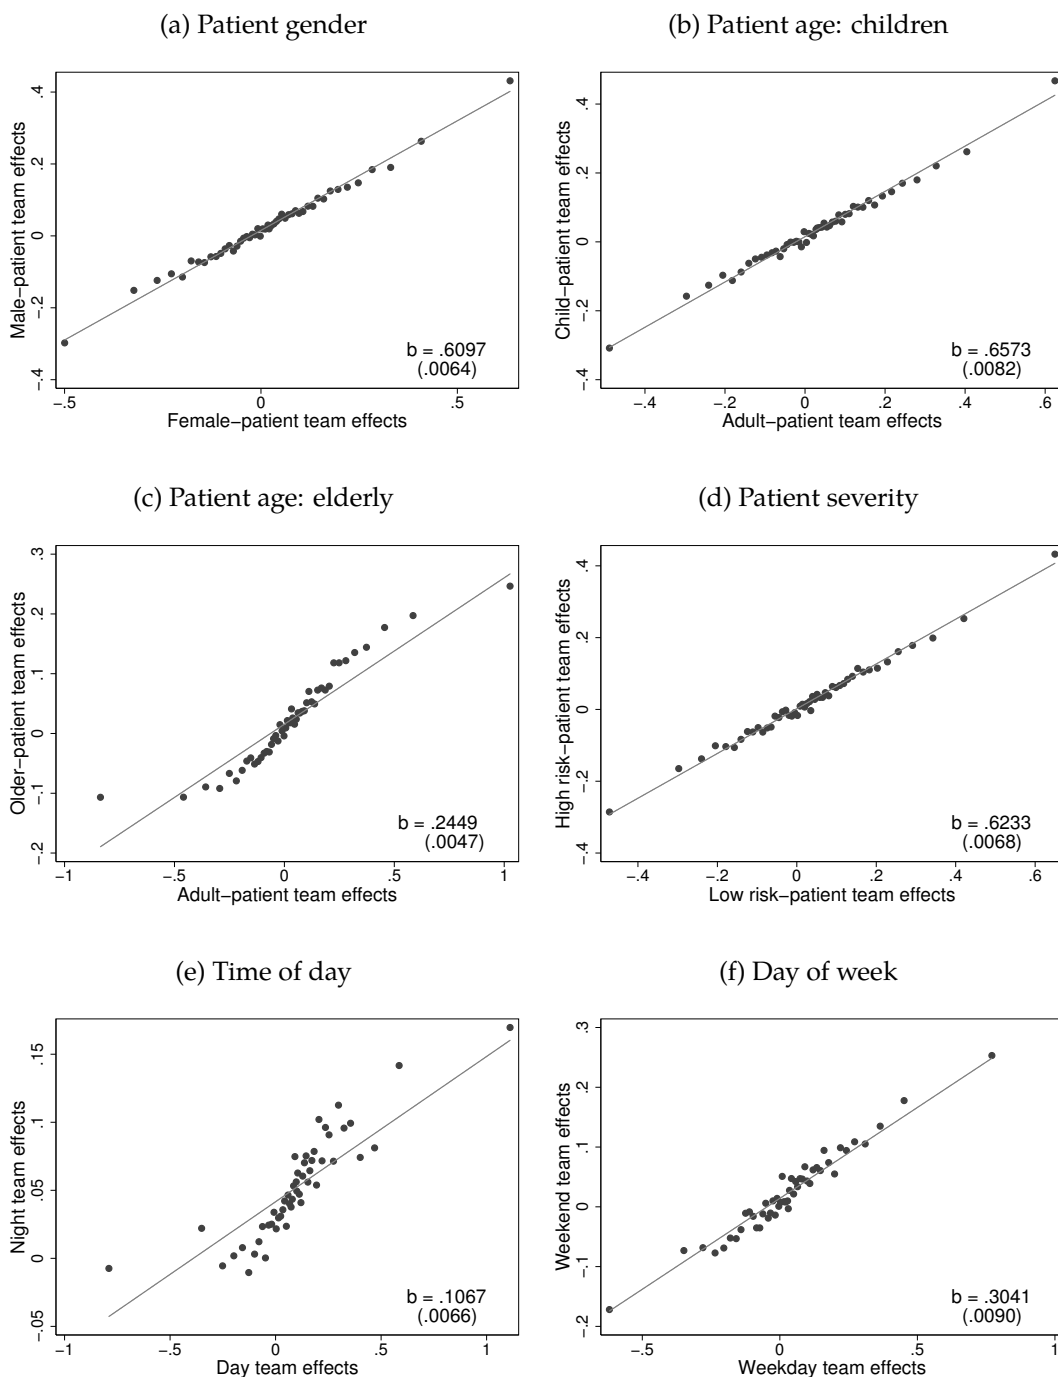 (a) Patient gender
Male−patient team effects
.4
.2
0
−.2
−.4
b = .6097
(.0064)
−.5
0
.5
Female−patient team effects
(b) Patient age: children
Child−patient team effects
.4
.2
0
−.2
−.4
b = .6573
(.0082)
−.4
−.2
0
.2
.4
.6
Adult−patient team effects
(c) Patient age: elderly
Older−patient team effects
.3
.2
.1
0
−.1
−.2
b = .2449
(.0047)
−1
−.5
0
.5
1
Adult−patient team effects
(d) Patient severity
High risk−patient team effects
.4
.2
0
−.2
−.4
b = .6233
(.0068)
−.4
−.2
0
.2
.4
.6
Low risk−patient team effects
(e) Time of day
Night team effects
.15
.1
.05
0
−.05
b = .1067
(.0066)
−1
−.5
0
.5
1
Day team effects
(f) Day of week
Weekend team effects
.3
.2
.1
0
−.1
−.2
b = .3041
(.0090)
−.5
0
.5
1
Weekday team effects